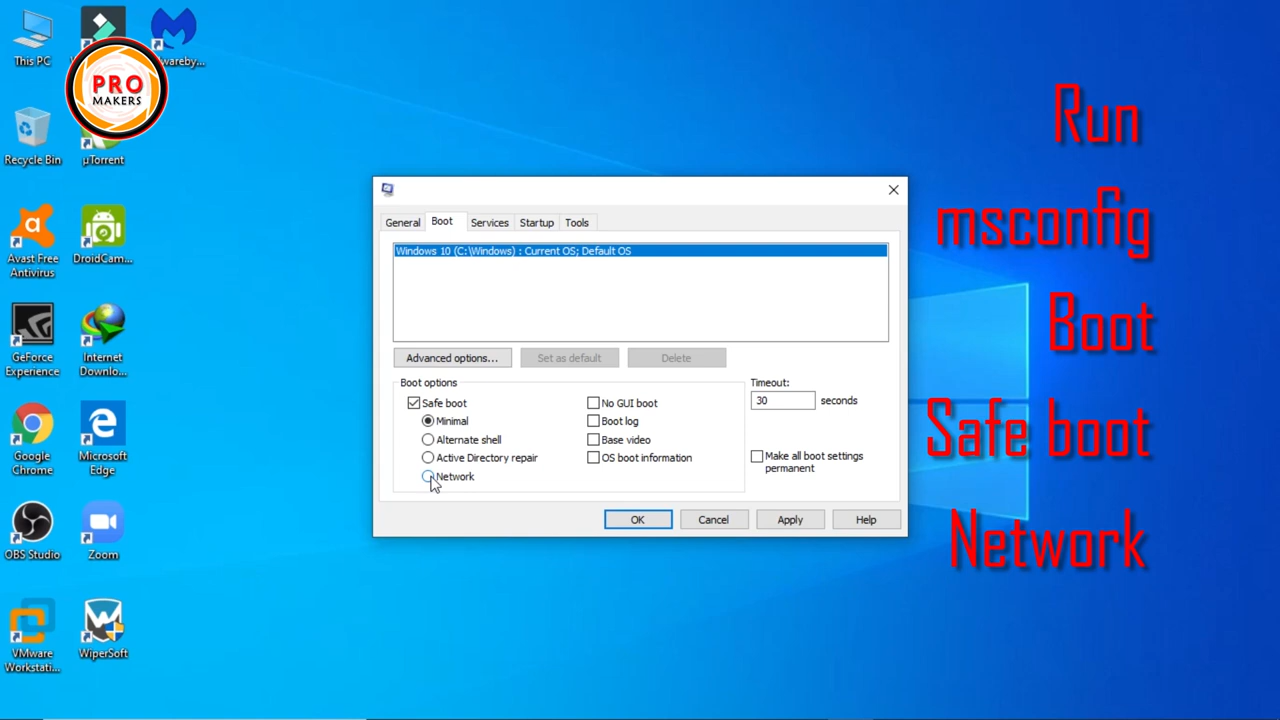 This PC
wareby...
PRO
MAKERS
Recycle Bin
µTorrent
Avast Free
Antivirus
DroidCam...
GeForce
Experience
Internet
Downlo...
Google
Chrome
Microsoft
Edge
OBS Studio
Zoom
VMware
Workstati...
WiperSoft
General
Boot
Services
Startup
Tools
Windows 10 (C:\Windows) : Current OS; Default OS
Advanced options...
Set as default
Delete
Boot options
Safe boot
Minimal
Alternate shell
Active Directory repair
Network
No GUI boot
Boot log
Base video
OS boot information
Timeout:
30 seconds
Make all boot settings
permanent
OK
Cancel
Apply
Help
Run
msconfig
Boot
Safe boot
Network